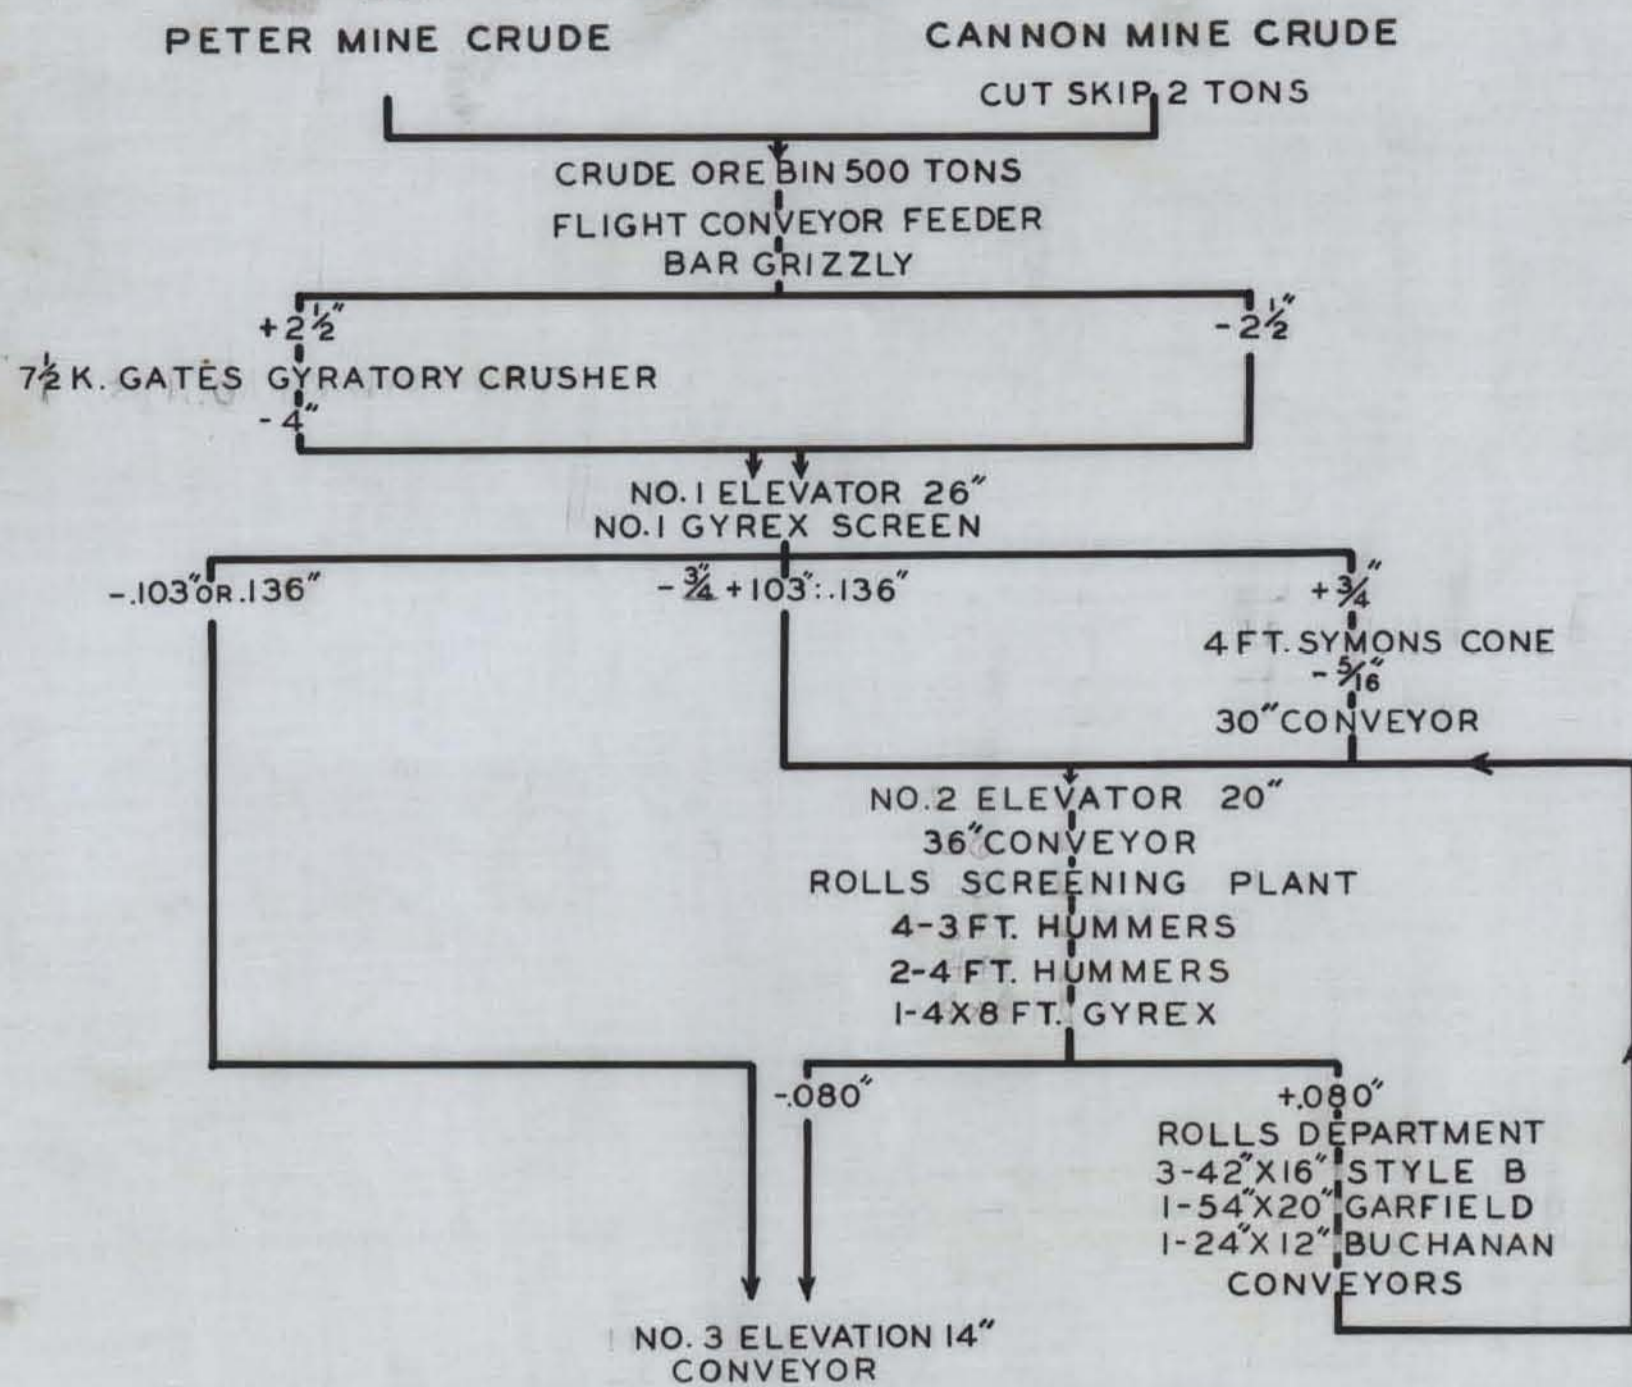 PETER MINE CRUDE
CANNON MINE CRUDE
CUT SKIP 2 TONS
CRUDE ORE BIN 500 TONS
FLIGHT CONVEYOR FEEDER
BAR GRIZZLY
+2½"
-2½"
7½ K. GATES GYRATORY CRUSHER
-4"
NO. 1 ELEVATOR 26"
NO. 1 GYREX SCREEN
-.103" OR .136"
-¾" +103":.136"
+¾"
4 FT. SYMONS CONE
-5/16"
30" CONVEYOR
NO. 2 ELEVATOR 20"
36" CONVEYOR
ROLLS SCREENING PLANT
4-3 FT. HUMMERS
2-4 FT. HUMMERS
1-4X8 FT. GYREX
-.080"
+.080"
ROLLS DEPARTMENT
3-42"X16" STYLE B
1-54"X20" GARFIELD
1-24"X12" BUCHANAN
CONVEYORS
NO. 3 ELEVATION 14"
CONVEYOR